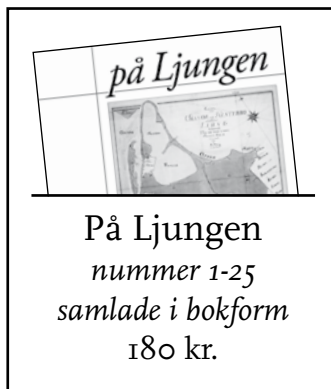 på Ljungen
På Ljungen
nummer 1-25
samlade i bokform
180 kr.